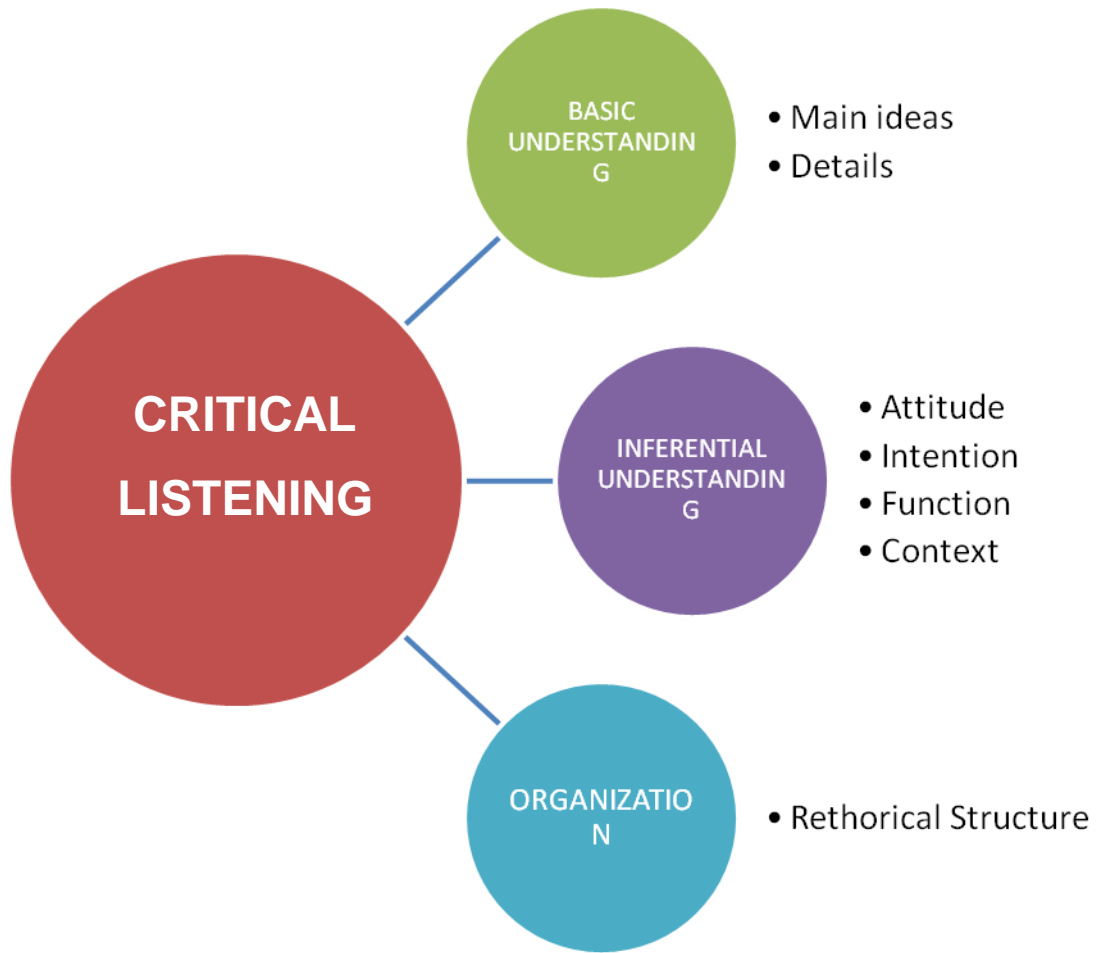 BASIC
UNDERSTANDIN
G
• Main ideas
• Details
CRITICAL
LISTENING
INFERENTIAL
UNDERSTANDIN
G
• Attitude
• Intention
• Function
• Context
ORGANIZATIO
N
• Rethorical Structure